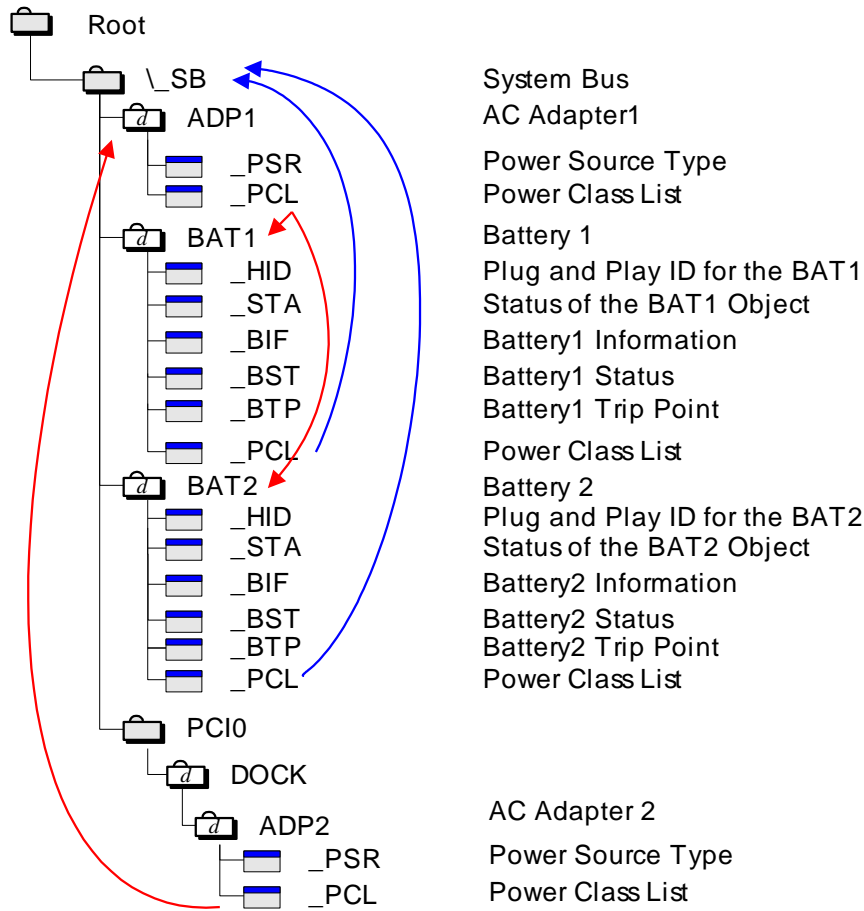 Root
\_SB System Bus
d ADP1 AC Adapter1
_PSR Power Source Type
_PCL Power Class List
d BAT1 Battery 1
_HID Plug and Play ID for the BAT1
_STA Status of the BAT1 Object
_BIF Battery1 Information
_BST Battery1 Status
_BTP Battery1 Trip Point
_PCL Power Class List
d BAT2 Battery 2
_HID Plug and Play ID for the BAT2
_STA Status of the BAT2 Object
_BIF Battery2 Information
_BST Battery2 Status
_BTP Battery2 Trip Point
_PCL Power Class List
PCI0
d DOCK
d ADP2 AC Adapter 2
_PSR Power Source Type
_PCL Power Class List